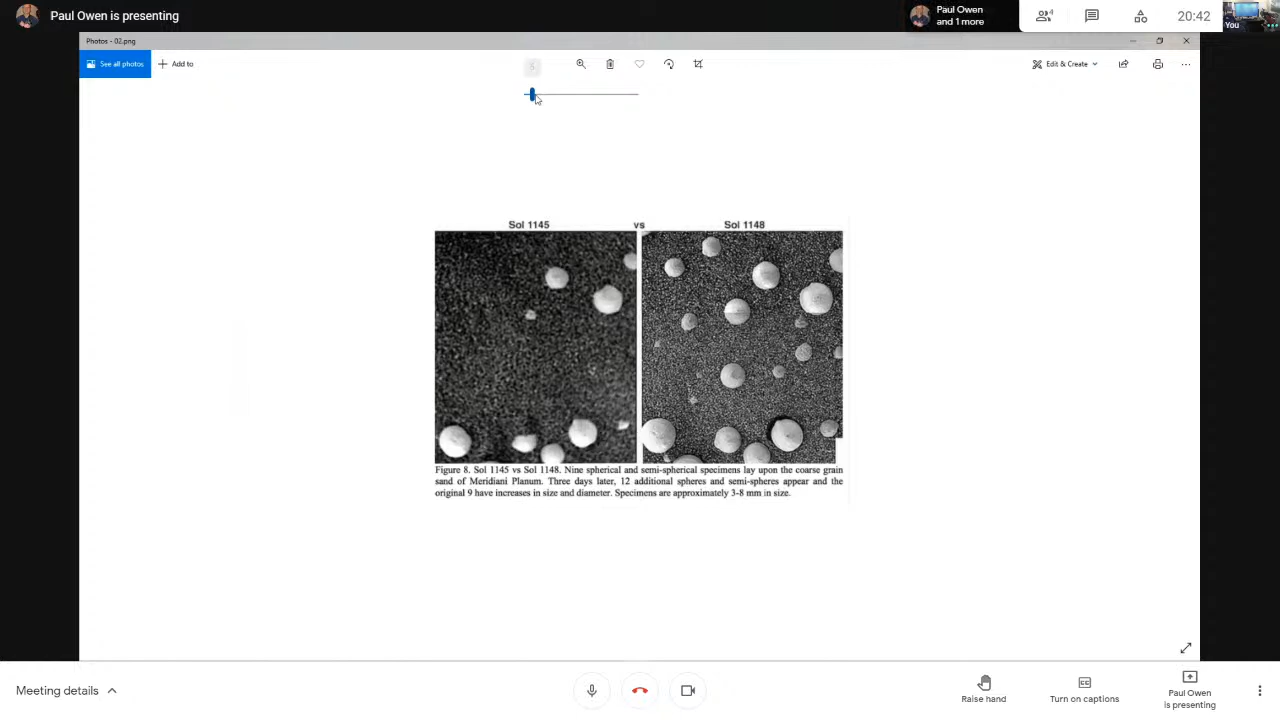 Paul Owen is presenting
Paul Owen
and 1 more
4
20:42
You
Photos - 02.png
See all photos
Add to
Edit & Create
Sol 1145 vs Sol 1148
Figure 8. Sol 1145 vs Sol 1148. Nine spherical and semi-spherical specimens lay upon the coarse grain
sand of Meridiani Planum. Three days later, 12 additional spheres and semi-spheres appear and the
original 9 have increases in size and diameter. Specimens are approximately 3-8 mm in size.
Meeting details
Raise hand
Turn on captions
Paul Owen
is presenting